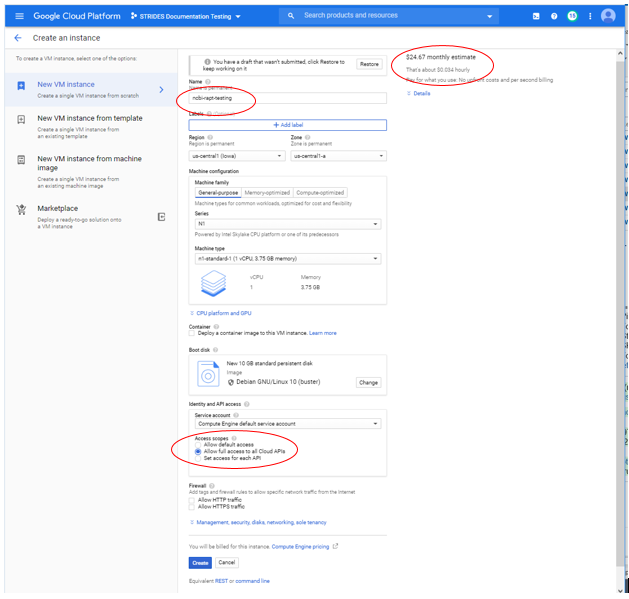 Google Cloud Platform
STRIDES Documentation Testing
Search products and resources
Create an instance
To create a VM instance, select one of the options:
New VM instance
Create a single VM instance from scratch
New VM instance from template
Create a single VM instance from
an existing template
New VM instance from machine
image
Create a single VM instance from
an existing machine image
Marketplace
Deploy a ready-to-go solution onto
a VM instance
You have a draft that wasn't submitted, click Restore to
keep working on it
Restore
Name
Name is permanent
ncbi-rapt-testing
Labels (Optional)
+ Add label
Region
Region is permanent
us-central1 (Iowa)
Zone
Zone is permanent
us-central1-a
Machine configuration
Machine family
General-purpose Memory-optimized Compute-optimized
Machine types for common workloads, optimized for cost and flexibility
Series
N1
Powered by Intel Skylake CPU platform or one of its predecessors
Machine type
n1-standard-1 (1 vCPU, 3.75 GB memory)
vCPU Memory
1 3.75 GB
CPU platform and GPU
Container
Deploy a container image to this VM instance. Learn more
Boot disk
New 10 GB standard persistent disk
Image
Debian GNU/Linux 10 (buster)
Change
Identity and API access
Service account
Compute Engine default service account
Access scopes
Allow default access
Allow full access to all Cloud APIs
Set access for each API
Firewall
Add tags and firewall rules to allow specific network traffic from the Internet
Allow HTTP traffic
Allow HTTPS traffic
Management, security, disks, networking, sole tenancy
You will be billed for this instance. Compute Engine pricing
Create Cancel
Equivalent REST or command line
$24.67 monthly estimate
That's about $0.034 hourly
Pay for what you use: No upfront costs and per second billing
Details